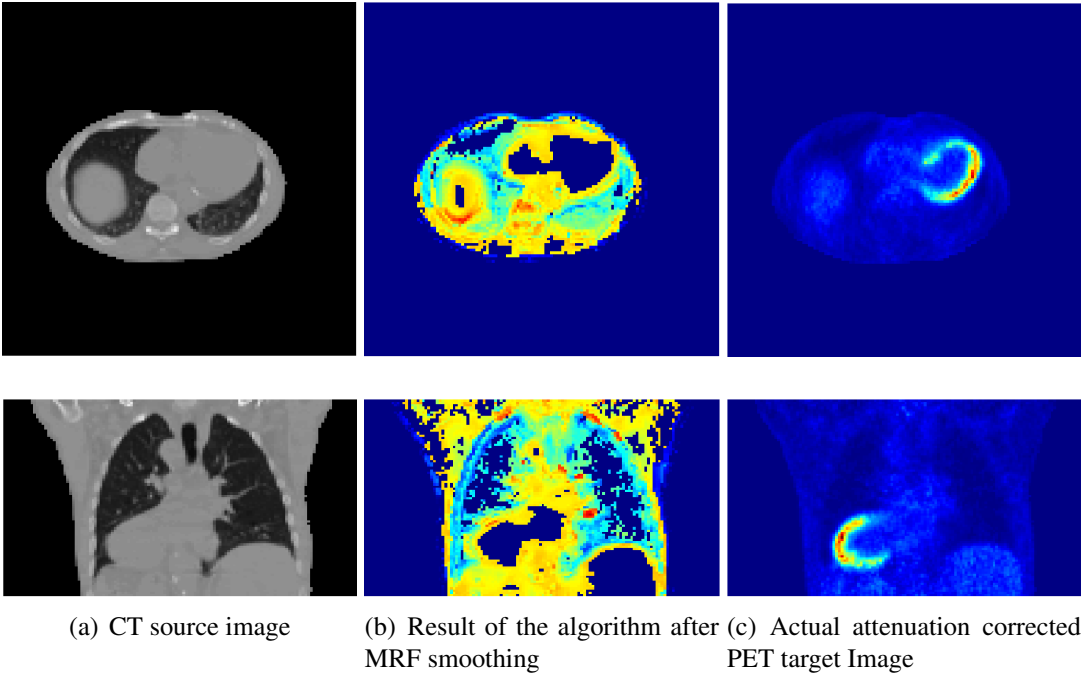 (a) CT source image
(b) Result of the algorithm after MRF smoothing
(c) Actual attenuation corrected PET target Image